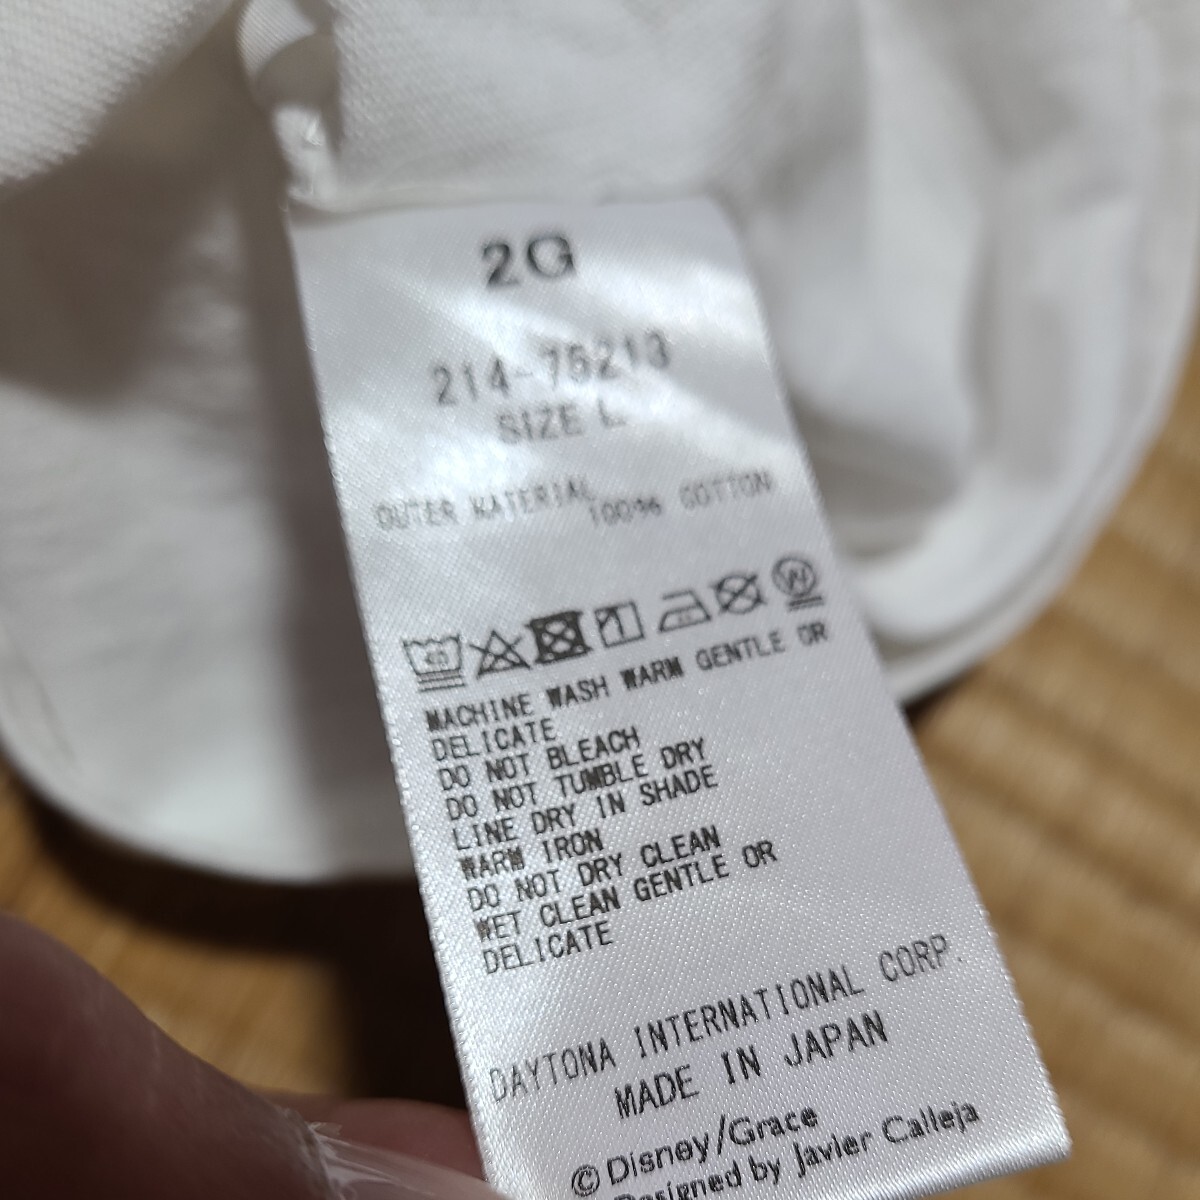 2G
214-75213
SIZE L
OUTER MATERIAL
100% COTTON
40
W
MACHINE WASH WARM GENTLE OR
DELICATE
DO NOT BLEACH
DO NOT TUMBLE DRY
LINE DRY IN SHADE
WARM IRON
DO NOT DRY CLEAN
WET CLEAN GENTLE OR
DELICATE
DAYTONA INTERNATIONAL CORP.
MADE IN JAPAN
© Disney/Grace
Designed by Javier Calleja